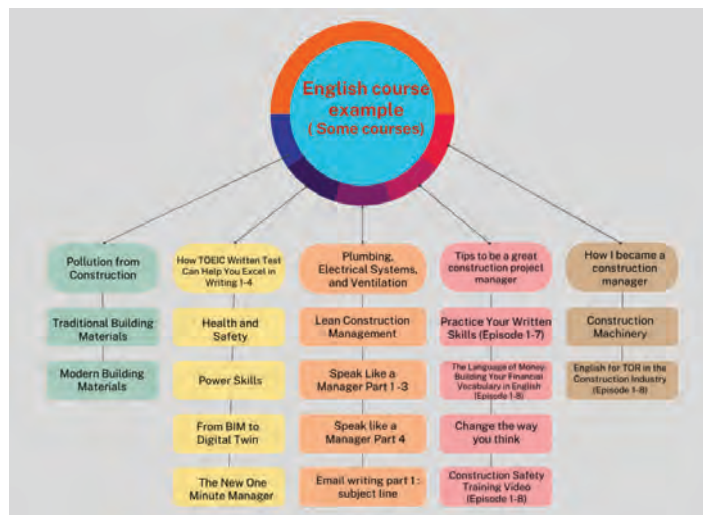 English course
example
( Some courses)
Pollution from
Construction
Traditional Building
Materials
Modern Building
Materials
How TOEIC Written Test
Can Help You Excel in
Writing 1-4
Health and
Safety
Power Skills
From BIM to
Digital Twin
The New One
Minute Manager
Plumbing,
Electrical Systems,
and Ventilation
Lean Construction
Management
Speak Like a
Manager Part 1 -3
Speak like a
Manager Part 4
Email writing part 1 :
subject line
Tips to be a great
construction project
manager
Practice Your Written
Skills (Episode 1-7)
The Language of Money:
Building Your Financial
Vocabulary in English
(Episode 1-8)
Change the way
you think
Construction Safety
Training Video
(Episode 1-8)
How I became a
construction
manager
Construction
Machinery
English for TOR in the
Construction Industry
(Episode 1-8)